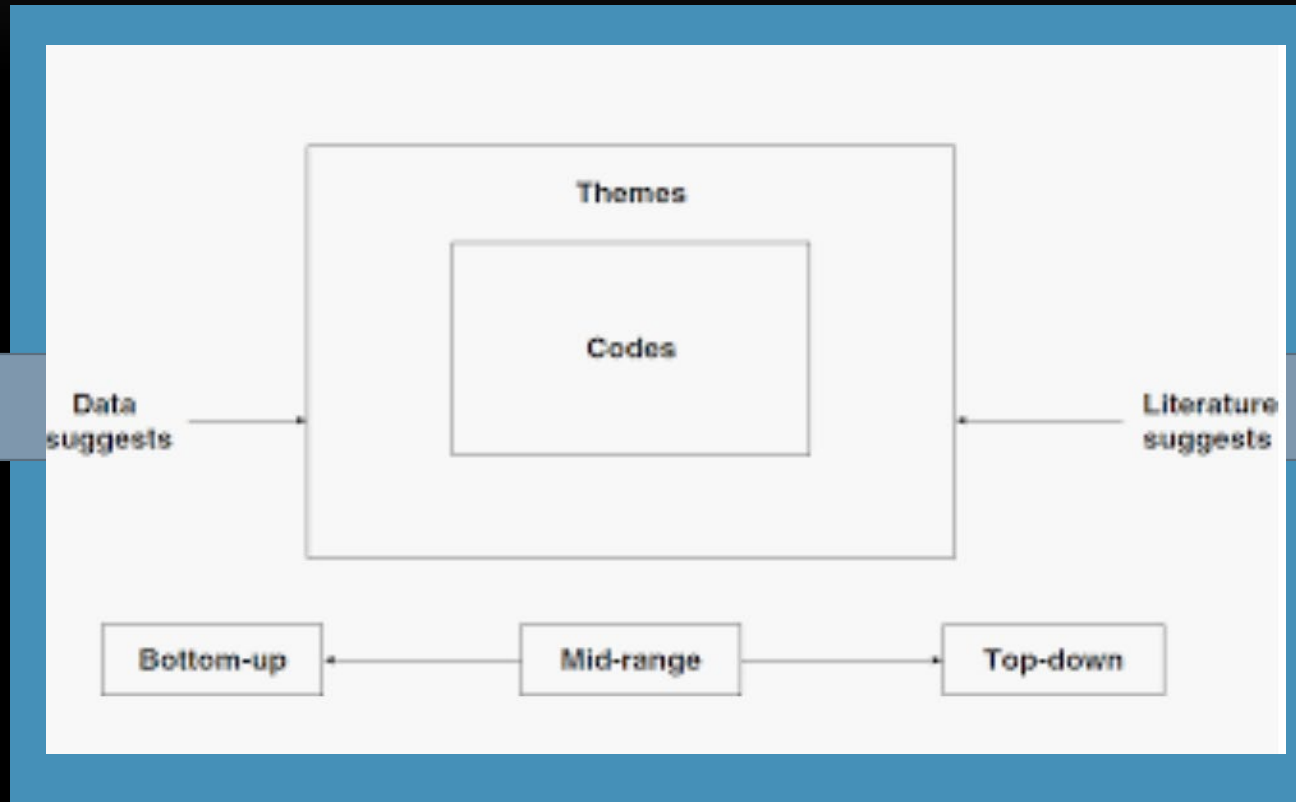 Themes
Codes
Data
suggests
Literature
suggests
Bottom-up
Mid-range
Top-down